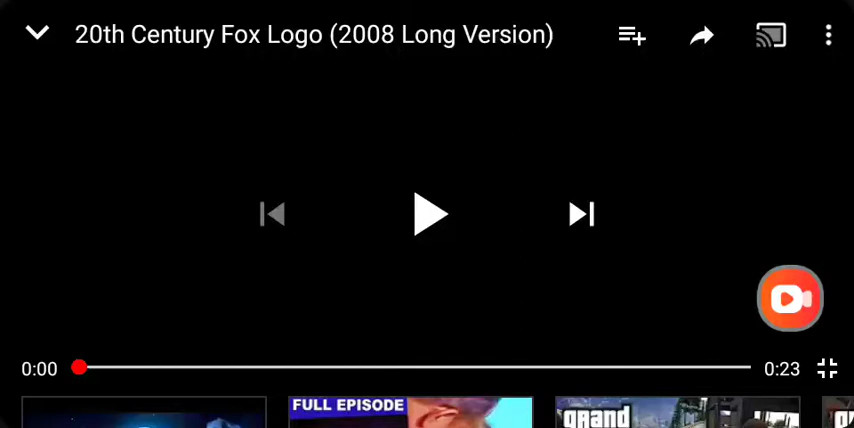 20th Century Fox Logo (2008 Long Version)
0:00
0:23
FULL EPISODE
GRAND